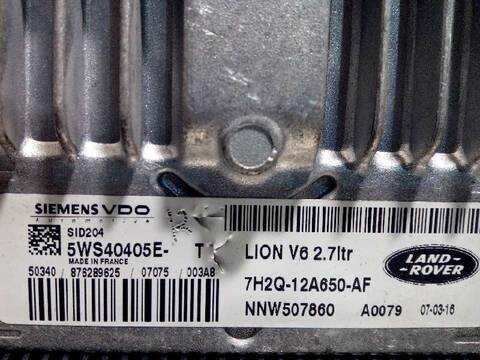 SIEMENS VDO
Automotive
SID204
5WS40405E- T
MADE IN FRANCE
50340 / 876289625 / 07075 / 003A8
LION V6 2.7ltr
7H2Q-12A650-AF
NNW507860 A0079 07-03-16
LAND-
-ROVER